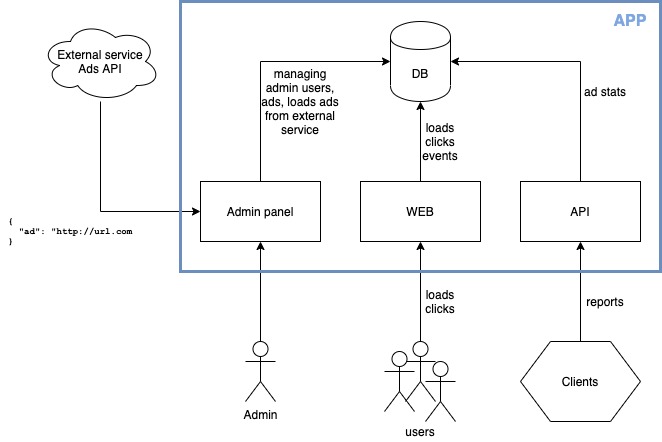 APP
External service
Ads API
DB
managing
admin users,
ads, loads ads
from external
service
ad stats
loads
clicks
events
Admin panel
WEB
API
{
"ad": "http://url.com
}
loads
clicks
reports
Clients
Admin
users